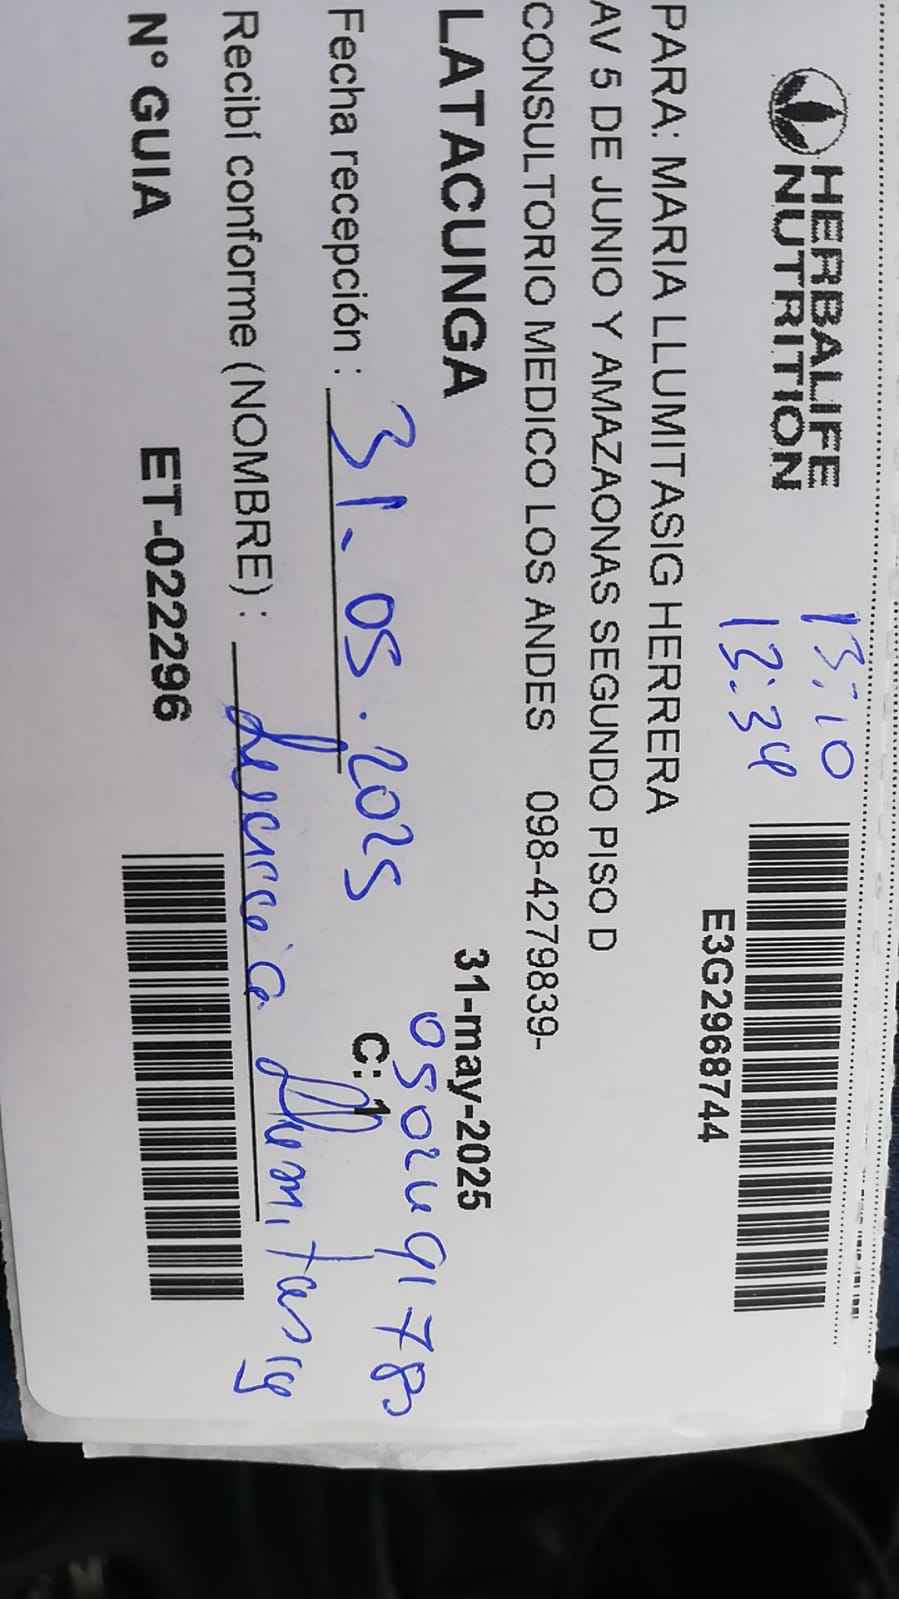 HERBALIFE
NUTRITION
13:10
12:34
E3G2968744
PARA: MARIA LLUMITASIG HERRERA
AV 5 DE JUNIO Y AMAZAONAS SEGUNDO PISO D
CONSULTORIO MEDICO LOS ANDES 098-4279839-
LATACUNGA 31-may-2025
Fecha recepción : 31. 05. 2025 C: 1
Recibí conforme (NOMBRE) : Llumitasig
N° GUIA ET-022296